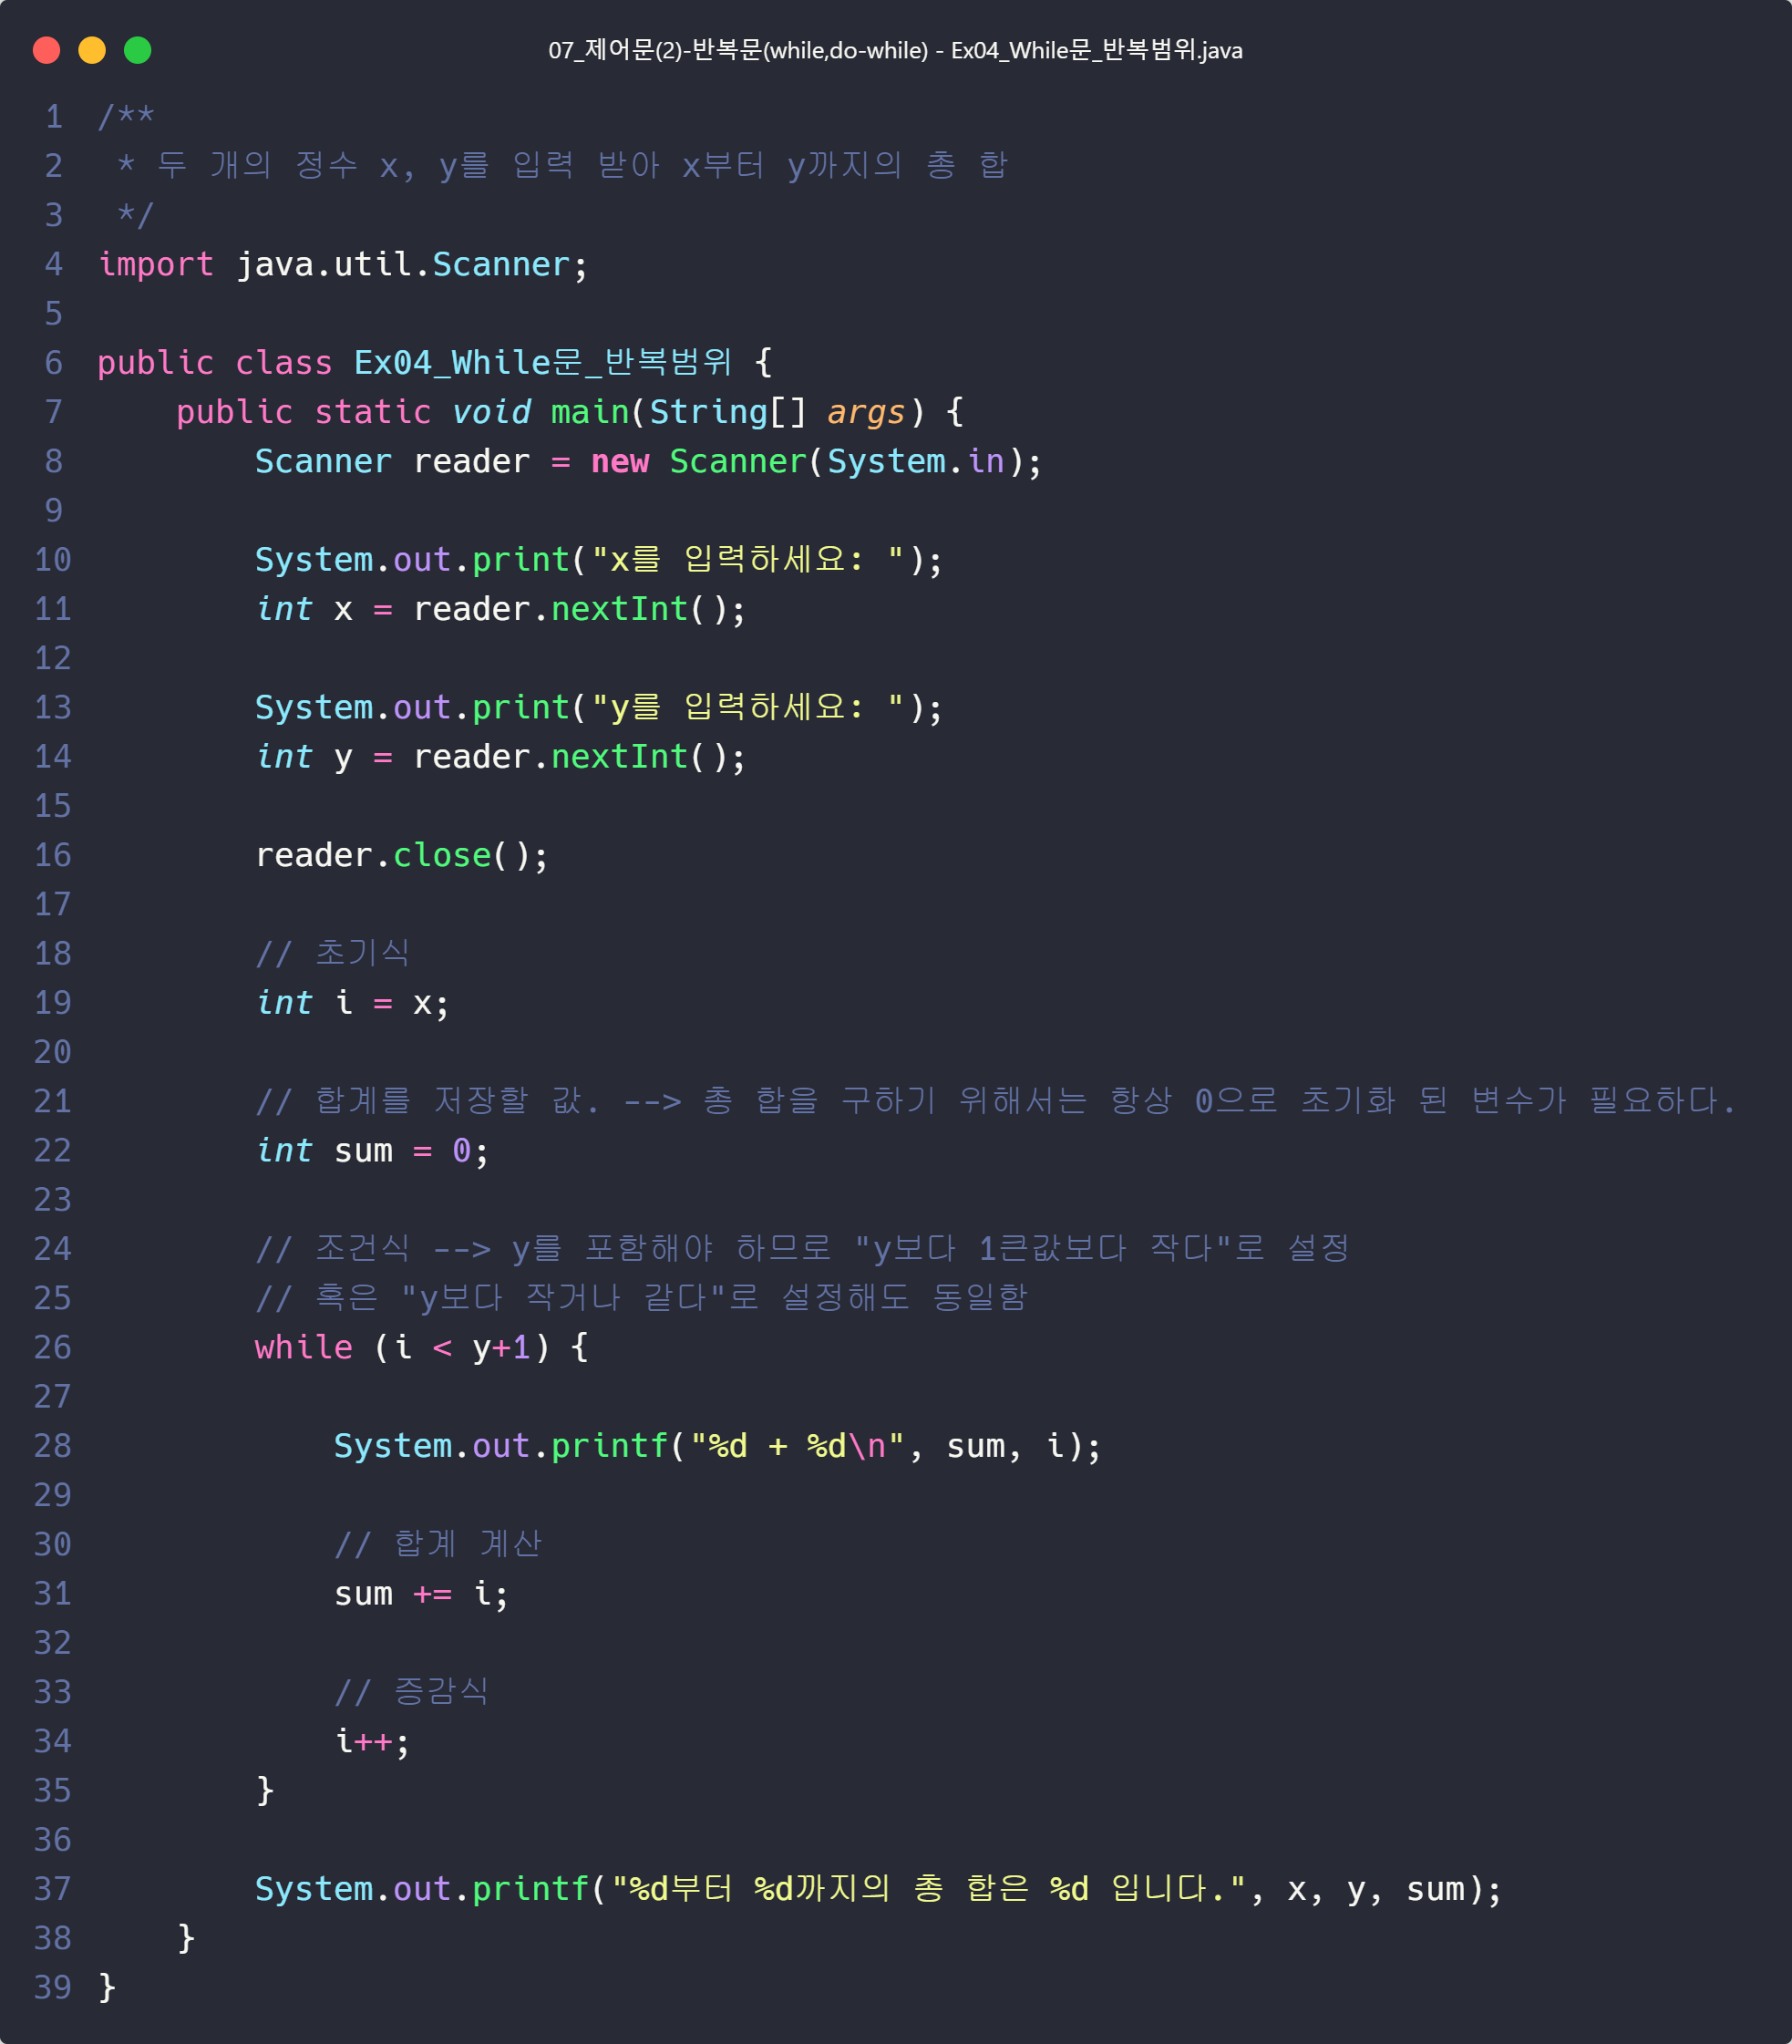 07_제어문(2)-반복문(while,do-while) - Ex04_While문_반복범위.java
1 /**
2  * 두 개의 정수 x, y를 입력 받아 x부터 y까지의 총 합
3  */
4 import java.util.Scanner;
5
6 public class Ex04_While문_반복범위 {
7     public static void main(String[] args) {
8         Scanner reader = new Scanner(System.in);
9
10         System.out.print("x를 입력하세요: ");
11         int x = reader.nextInt();
12
13         System.out.print("y를 입력하세요: ");
14         int y = reader.nextInt();
15
16         reader.close();
17
18         // 초기식
19         int i = x;
20
21         // 합계를 저장할 값. --> 총 합을 구하기 위해서는 항상 0으로 초기화 된 변수가 필요하다.
22         int sum = 0;
23
24         // 조건식 --> y를 포함해야 하므로 "y보다 1큰값보다 작다"로 설정
25         // 혹은 "y보다 작거나 같다"로 설정해도 동일함
26         while (i < y+1) {
27
28             System.out.printf("%d + %d\n", sum, i);
29
30             // 합계 계산
31             sum += i;
32
33             // 증감식
34             i++;
35         }
36
37         System.out.printf("%d부터 %d까지의 총 합은 %d 입니다.", x, y, sum);
38     }
39 }